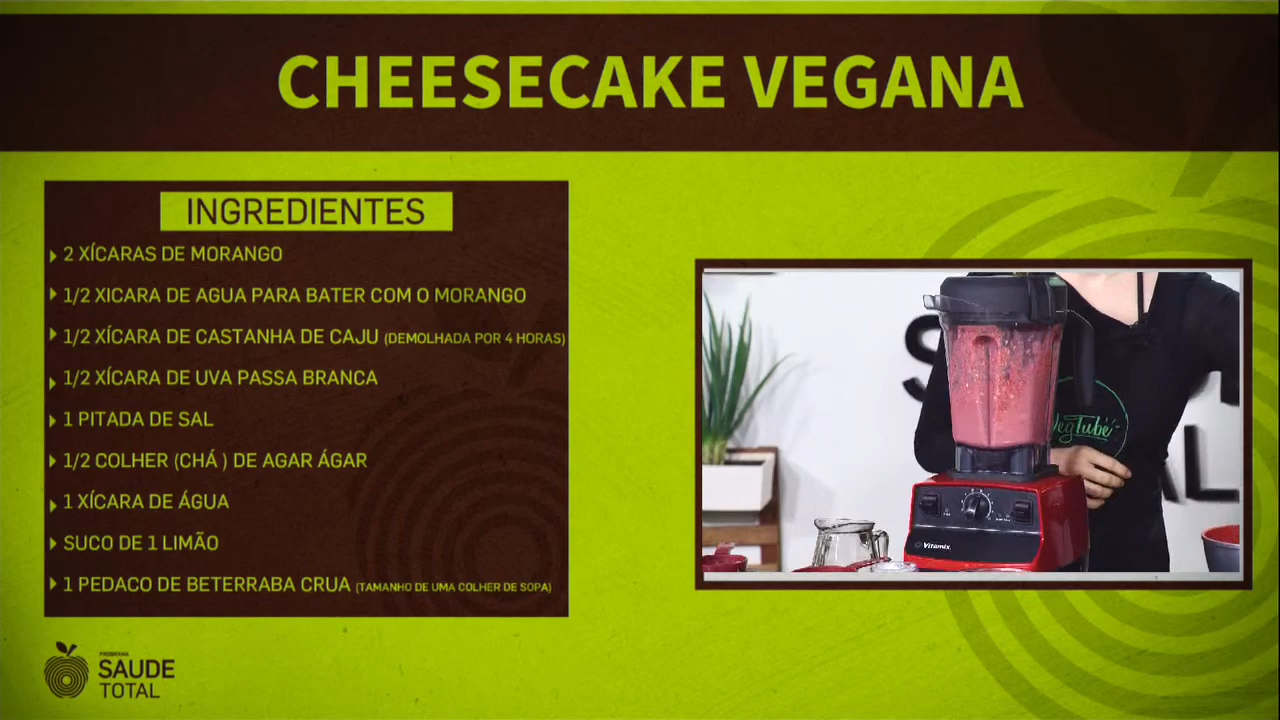 CHEESECAKE VEGANA
INGREDIENTES
2 XÍCARAS DE MORANGO
1/2 XICARA DE AGUA PARA BATER COM O MORANGO
1/2 XÍCARA DE CASTANHA DE CAJU (DEMOLHADA POR 4 HORAS)
1/2 XÍCARA DE UVA PASSA BRANCA
1 PITADA DE SAL
1/2 COLHER (CHÁ ) DE AGAR ÁGAR
1 XÍCARA DE ÁGUA
SUCO DE 1 LIMÃO
1 PEDACO DE BETERRABA CRUA (TAMANHO DE UMA COLHER DE SOPA)
VegTube
Vitamix
PROGRAMA
SAUDE
TOTAL